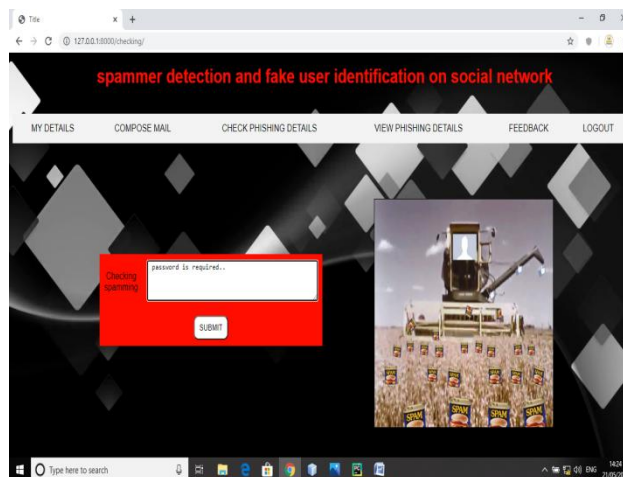 Title
127.0.0.1:8000/checking/
spammer detection and fake user identification on social network
MY DETAILS COMPOSE MAIL CHECK PHISHING DETAILS VIEW PHISHING DETAILS FEEDBACK LOGOUT
Checking
spamming
password is required..
SUBMIT
SPAM SPAM SPAM SPAM
Type here to search
ENG
14:24